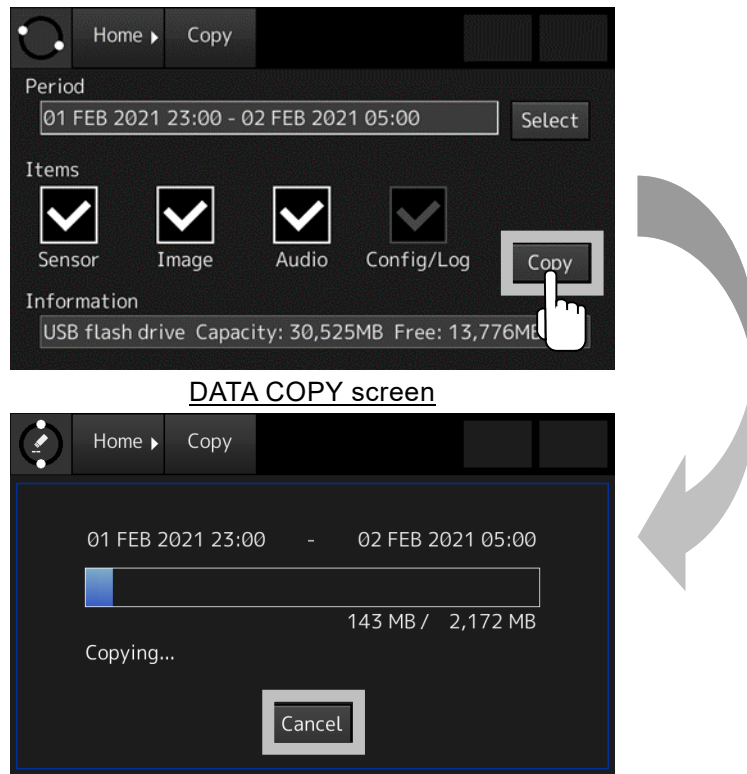 Home Copy
Period
01 FEB 2021 23:00 - 02 FEB 2021 05:00 Select
Items
Sensor Image Audio Config/Log Copy
Information
USB flash drive Capacity: 30,525MB Free: 13,776MB
DATA COPY screen
Home Copy
01 FEB 2021 23:00 - 02 FEB 2021 05:00
143 MB / 2,172 MB
Copying...
Cancel